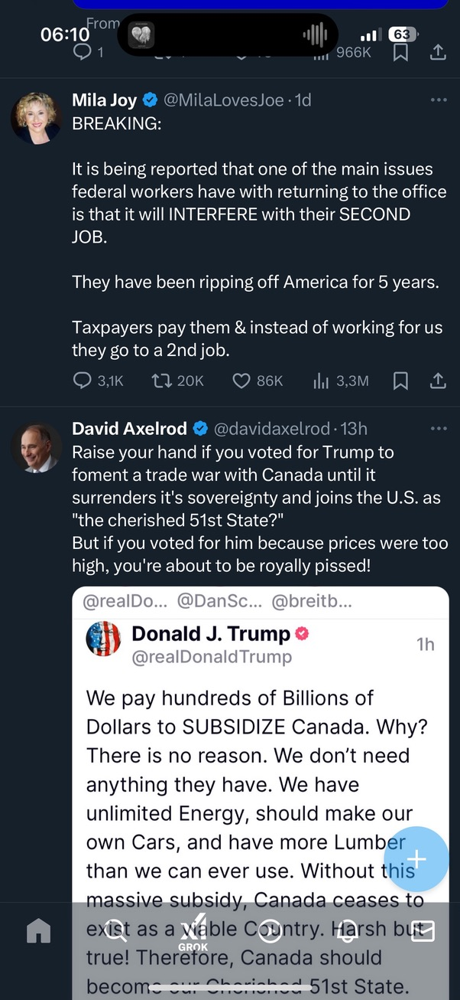 From
06:10
63
1
966K
Mila Joy @MilaLovesJoe · 1d
BREAKING:
It is being reported that one of the main issues
federal workers have with returning to the office
is that it will INTERFERE with their SECOND
JOB.
They have been ripping off America for 5 years.
Taxpayers pay them & instead of working for us
they go to a 2nd job.
3,1K 20K 86K 3,3M
David Axelrod @davidaxelrod · 13h
Raise your hand if you voted for Trump to
foment a trade war with Canada until it
surrenders it's sovereignty and joins the U.S. as
"the cherished 51st State?"
But if you voted for him because prices were too
high, you're about to be royally pissed!
@realDo... @DanSc... @breitb...
Donald J. Trump
1h
@realDonaldTrump
We pay hundreds of Billions of
Dollars to SUBSIDIZE Canada. Why?
There is no reason. We don’t need
anything they have. We have
unlimited Energy, should make our
own Cars, and have more Lumber
than we can ever use. Without this
massive subsidy, Canada ceases to
exist as a viable Country. Harsh but
GROK
true! Therefore, Canada should
become our Cherished 51st State.